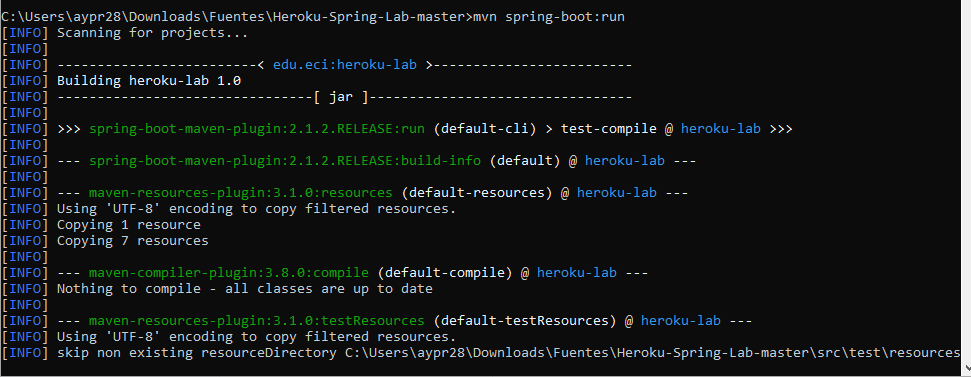 C:\Users\aypr28\Downloads\Fuentes\Heroku-Spring-Lab-master>mvn spring-boot:run
[INFO] Scanning for projects...
[INFO]
[INFO] -------------------------< edu.eci:heroku-lab >-------------------------
[INFO] Building heroku-lab 1.0
[INFO] --------------------------------[ jar ]---------------------------------
[INFO]
[INFO] >>> spring-boot-maven-plugin:2.1.2.RELEASE:run (default-cli) > test-compile @ heroku-lab >>>
[INFO]
[INFO] --- spring-boot-maven-plugin:2.1.2.RELEASE:build-info (default) @ heroku-lab ---
[INFO]
[INFO] --- maven-resources-plugin:3.1.0:resources (default-resources) @ heroku-lab ---
[INFO] Using 'UTF-8' encoding to copy filtered resources.
[INFO] Copying 1 resource
[INFO] Copying 7 resources
[INFO]
[INFO] --- maven-compiler-plugin:3.8.0:compile (default-compile) @ heroku-lab ---
[INFO] Nothing to compile - all classes are up to date
[INFO]
[INFO] --- maven-resources-plugin:3.1.0:testResources (default-testResources) @ heroku-lab ---
[INFO] Using 'UTF-8' encoding to copy filtered resources.
[INFO] skip non existing resourceDirectory C:\Users\aypr28\Downloads\Fuentes\Heroku-Spring-Lab-master\src\test\resources